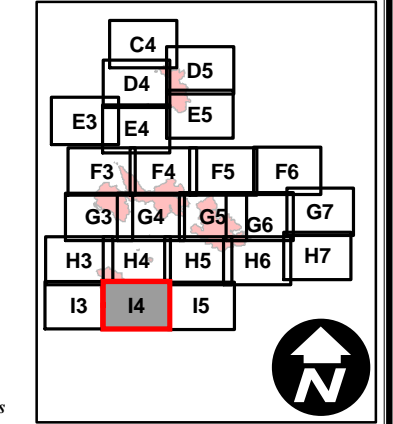 C4
D4 D5
E3 E4 E5
F3 F4 F5 F6
G3 G4 G5 G6 G7
H3 H4 H5 H6 H7
I3 I4 I5
N
s